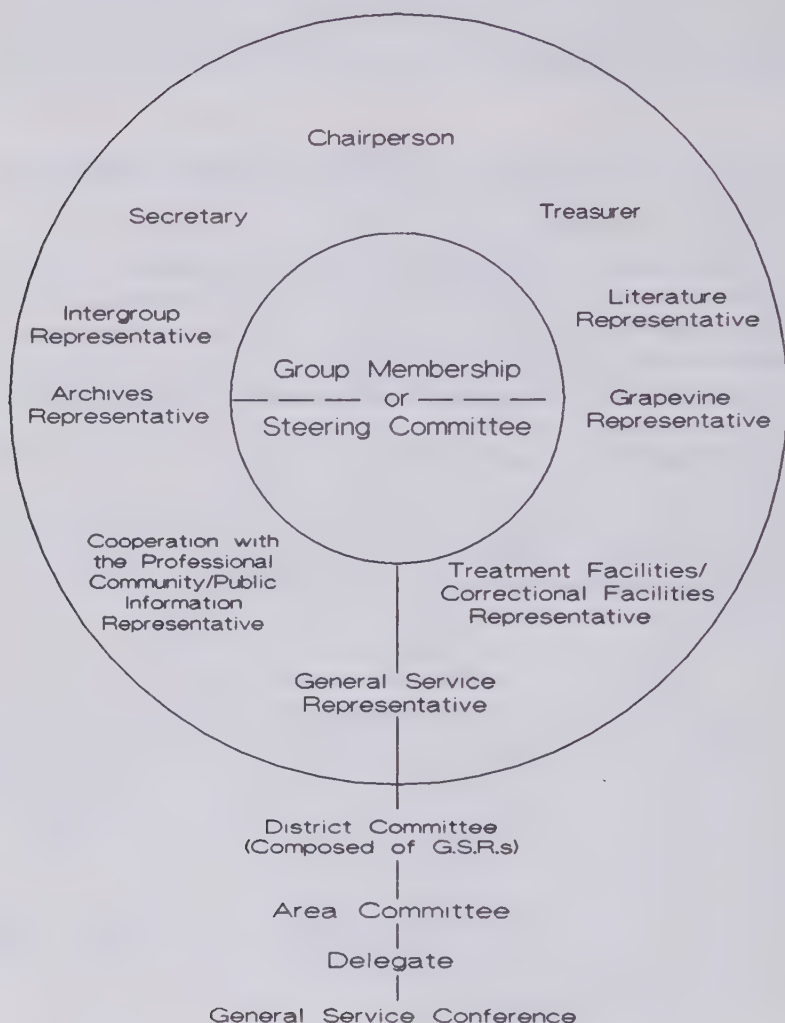 Chairperson
Secretary
Treasurer
Intergroup
Representative
Literature
Representative
Archives
Representative
Group Membership
or
Steering Committee
Grapevine
Representative
Cooperation with
the Professional
Community/Public
Information
Representative
Treatment Facilities/
Correctional Facilities
Representative
General Service
Representative
District Committee
(Composed of G.S.R.s)
Area Committee
Delegate
General Service Conference